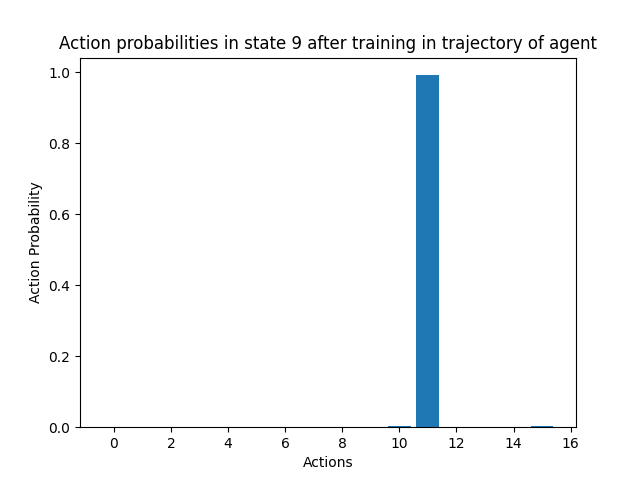 Action probabilities in state 9 after training in trajectory of agent
1.0
0.8
0.6
0.4
0.2
0.0
Action Probability
0 2 4 6 8 10 12 14 16
Actions